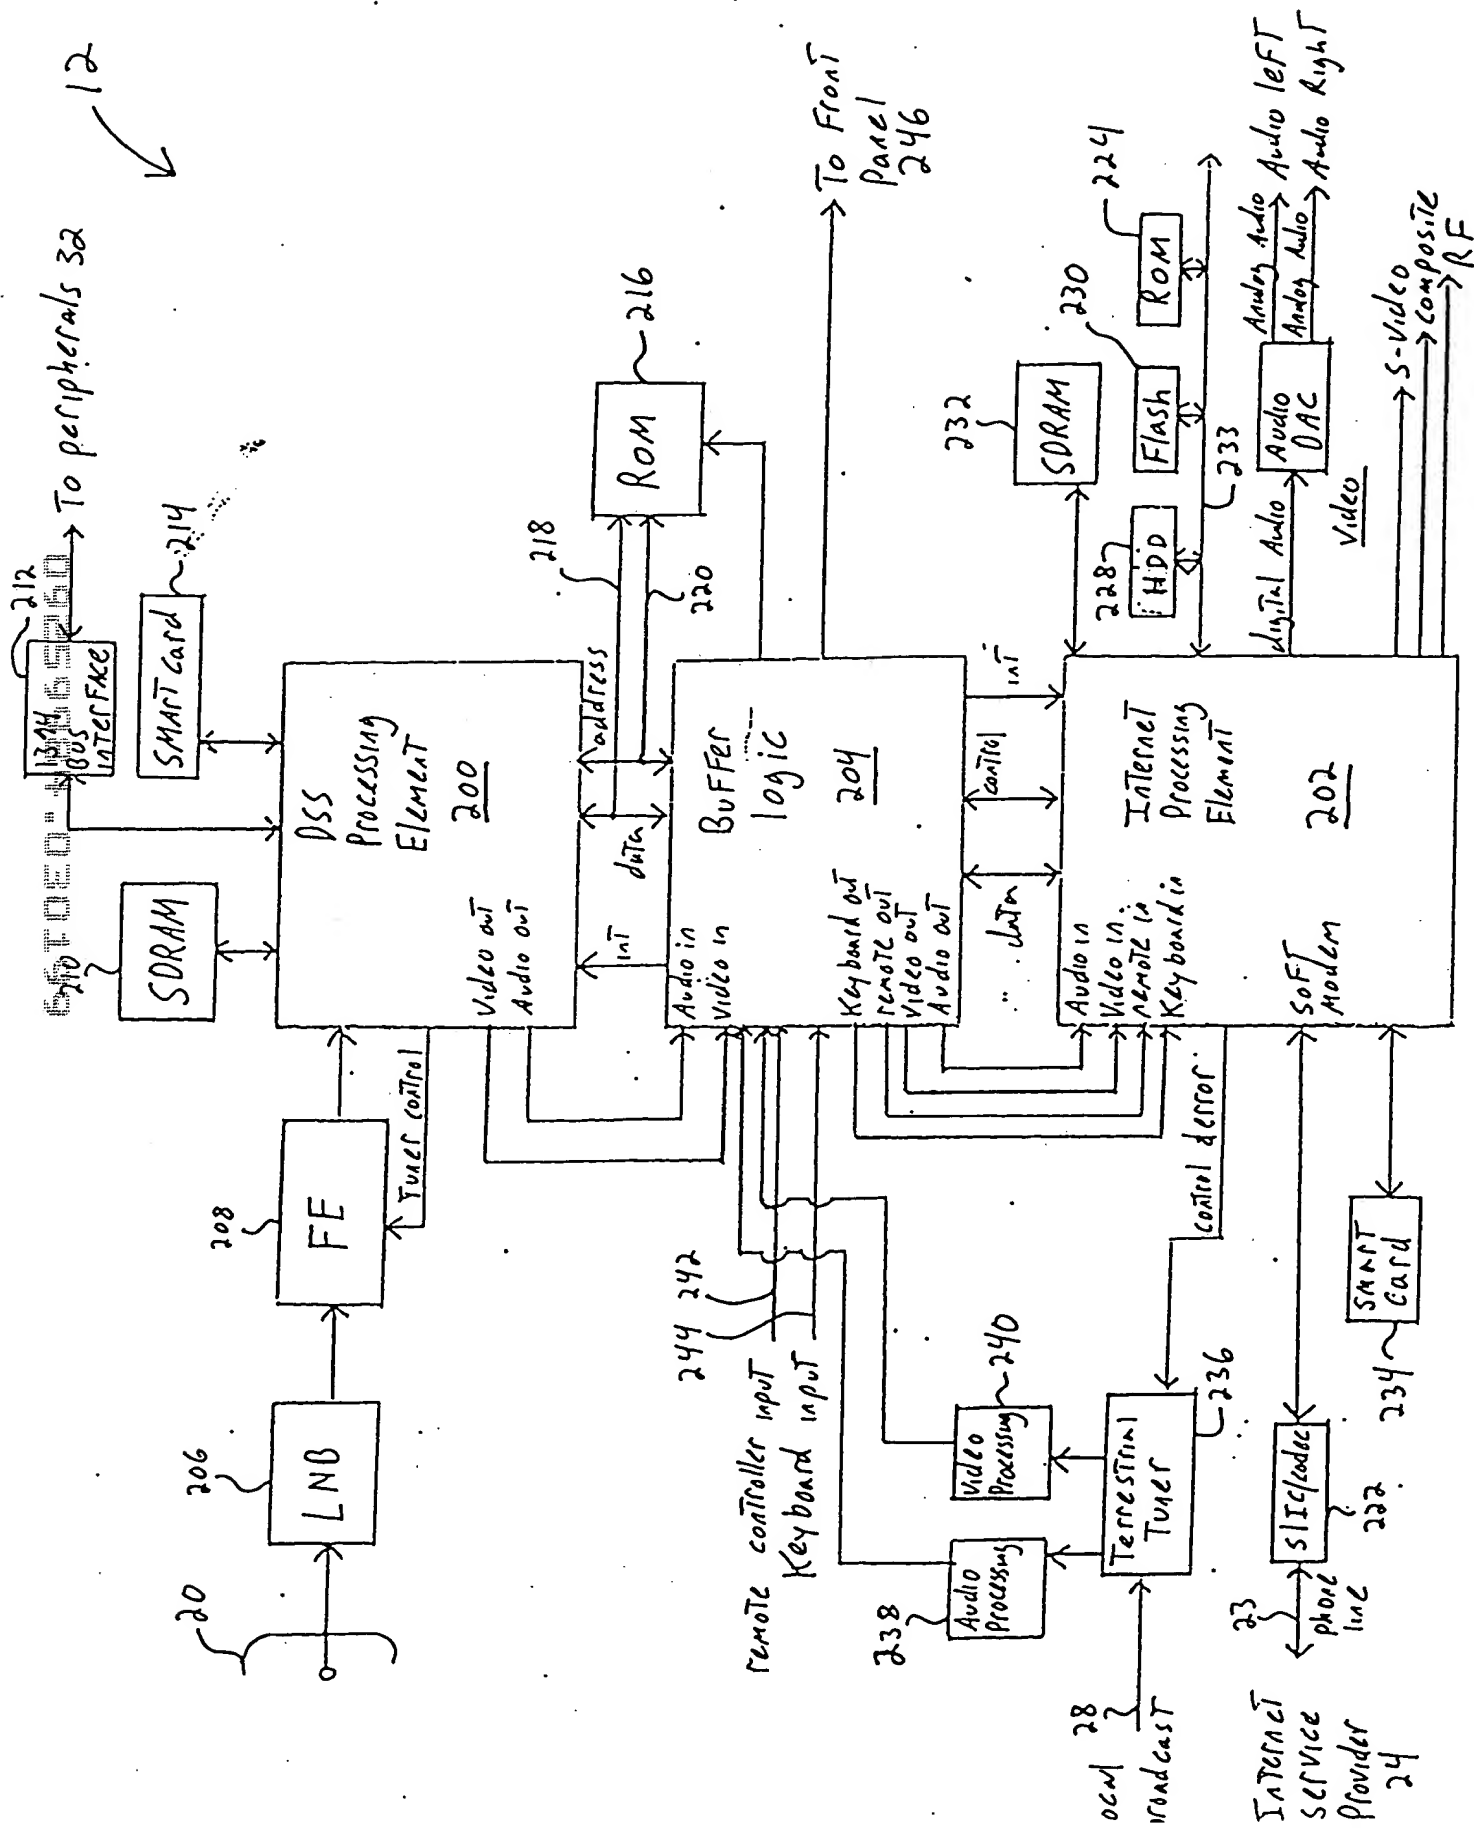 12
20
206
LNB
208
FE
Tuner control
210
SDRAM
212
1394
BUS
InterFace
To peripherals 32
SMART card
214
DSS
Processing
Element
200
Video out
Audio out
INT
data
address
218
220
ROM
216
Audio in
Video in
Buffer
logic
204
Keyboard out
remote out
Video out
Audio out
To Front
Panel
246
244
242
remote controller input
Keyboard input
data
control
int
Audio in
Video in
remote in
Keyboard in
Internet
Processing
Element
202
SOFT
Modem
232
SDRAM
228
HDD
230
Flash
224
ROM
233
digital Audio
Audio
DAC
Analog Audio
Audio leFT
Analog Audio
Audio Right
Video
S-Video
composite
RF
control
238
Audio
Processing
Video
Processing
240
Terrestrial
Tuner
236
28
ocal
roadcast
SLIC/codec
222
23
phone
line
SMART
card
234
Internet
Service
Provider
24